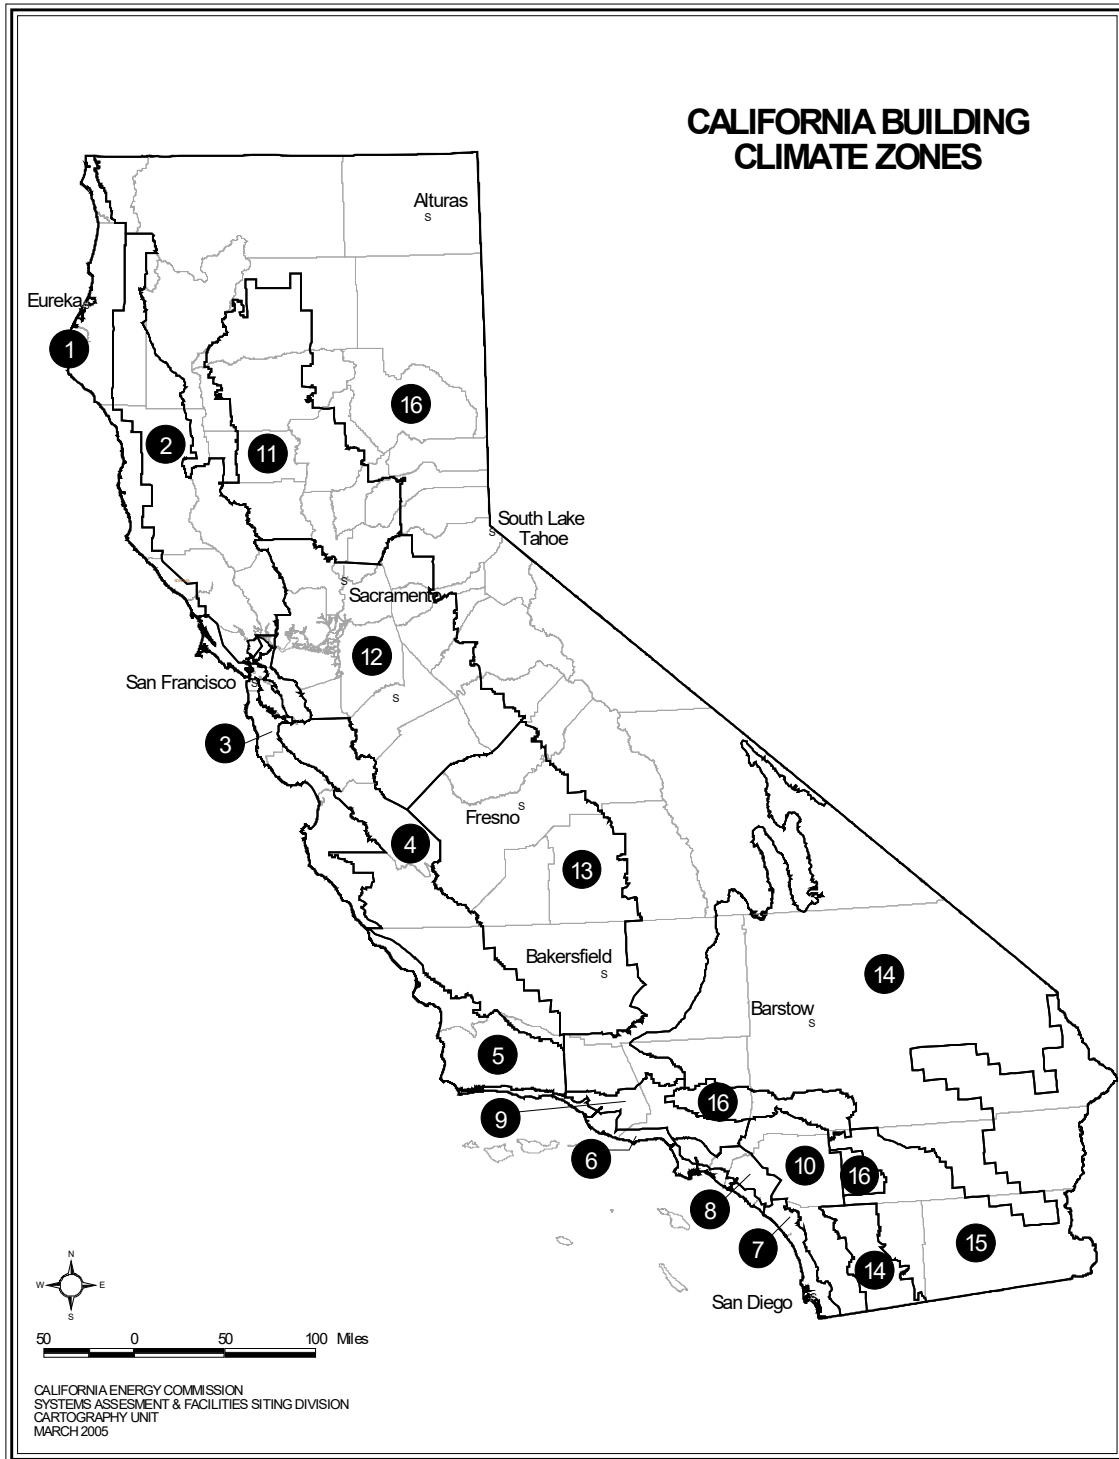 CALIFORNIA BUILDING
CLIMATE ZONES
Alturas
S
Eureka
S
1
16
2
11
South Lake
Tahoe
S
S
Sacramento
12
San Francisco
S
S
3
Fresno
S
4
13
Bakersfield
S
14
Barstow
S
5
16
9
6
10
16
8
7
15
14
San Diego
S
N
W
E
S
50
0
50
100 Miles
CALIFORNIA ENERGY COMMISSION
SYSTEMS ASSESMENT & FACILITIES SITING DIVISION
CARTOGRAPHY UNIT
MARCH 2005